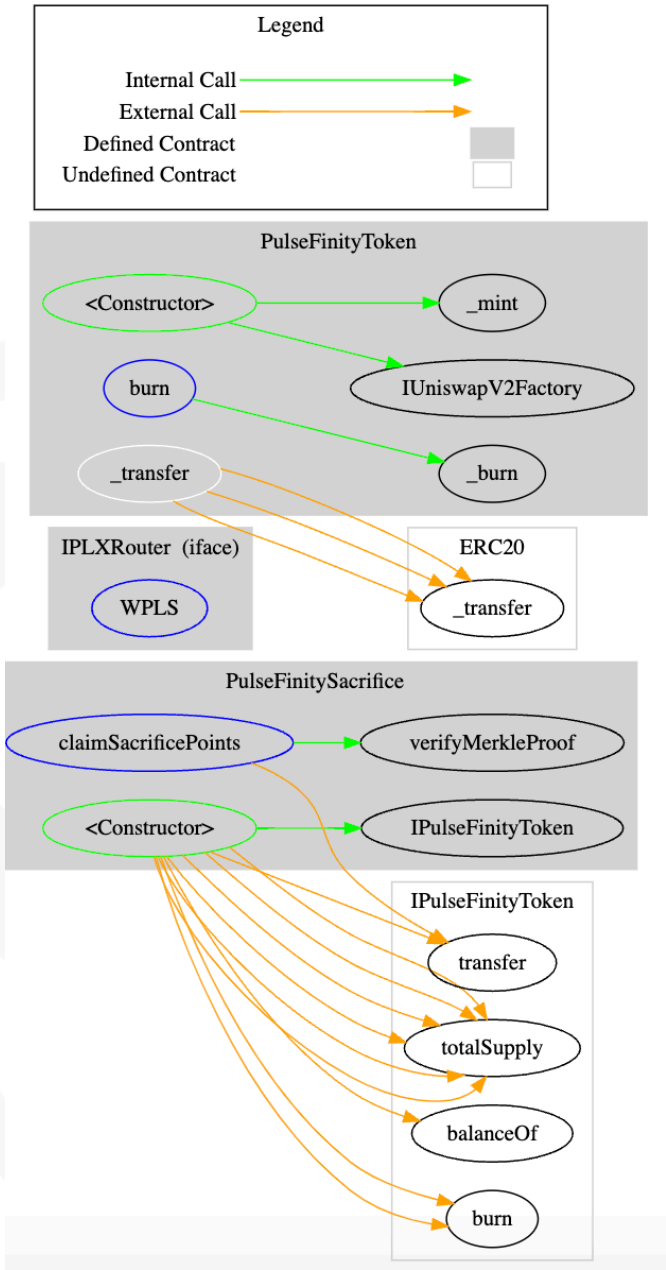 Legend
Internal Call
External Call
Defined Contract
Undefined Contract
PulseFinityToken
<Constructor>
_mint
burn
IUniswapV2Factory
_transfer
_burn
IPLXRouter (iface)
ERC20
WPLS
_transfer
PulseFinitySacrifice
claimSacrificePoints
verifyMerkleProof
<Constructor>
IPulseFinityToken
IPulseFinityToken
transfer
totalSupply
balanceOf
burn